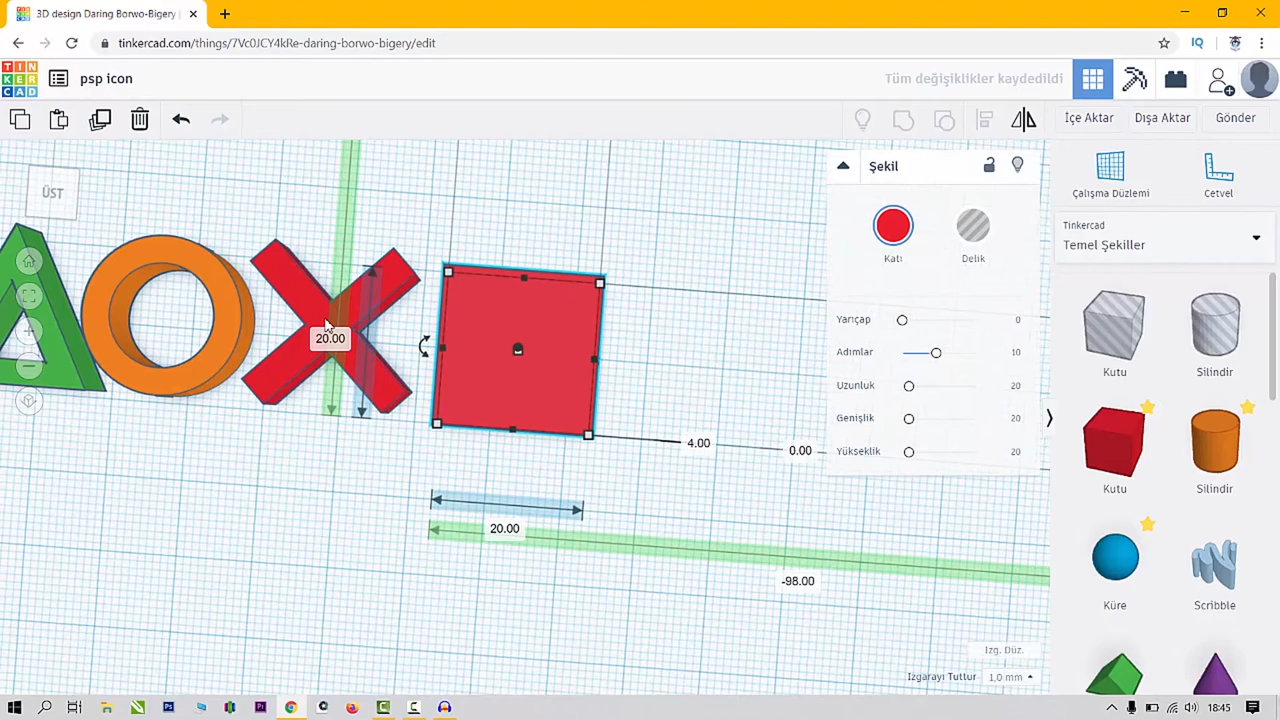 3D design Daring Borwo-Bigery |
tinkercad.com/things/7Vc0JCY4kRe-daring-borwo-bigery/edit
IQ
TIN
KER
CAD
psp icon
Tüm değişiklikler kaydedildi
İçe Aktar
Dışa Aktar
Gönder
ÜST
Şekil
Katı
Delik
Yarıçap
0
Adımlar
10
Uzunluk
20
Genişlik
20
Yükseklik
20
Çalışma Düzlemi
Cetvel
Tinkercad
Temel Şekiller
Kutu
Silindir
Kutu
Silindir
Küre
Scribble
20.00
4.00
0.00
20.00
-98.00
Izg. Düz.
Izgarayı Tuttur
1,0 mm
Ps
Pr
18:45